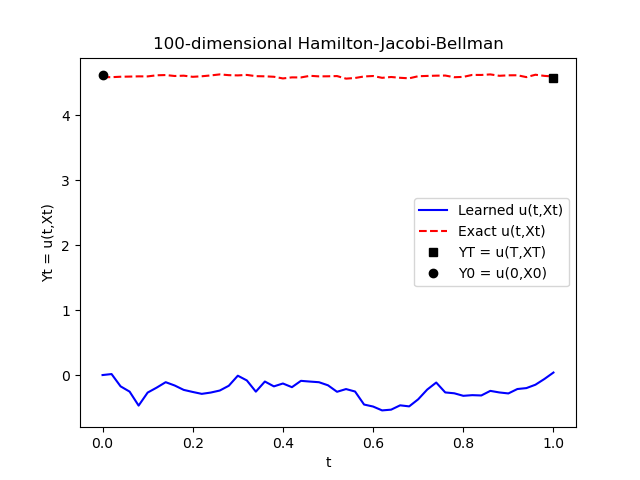 100-dimensional Hamilton-Jacobi-Bellman
Yt = u(t,Xt)
4
3
2
1
0
Learned u(t,Xt)
Exact u(t,Xt)
YT = u(T,XT)
Y0 = u(0,X0)
0.0 0.2 0.4 0.6 0.8 1.0
t